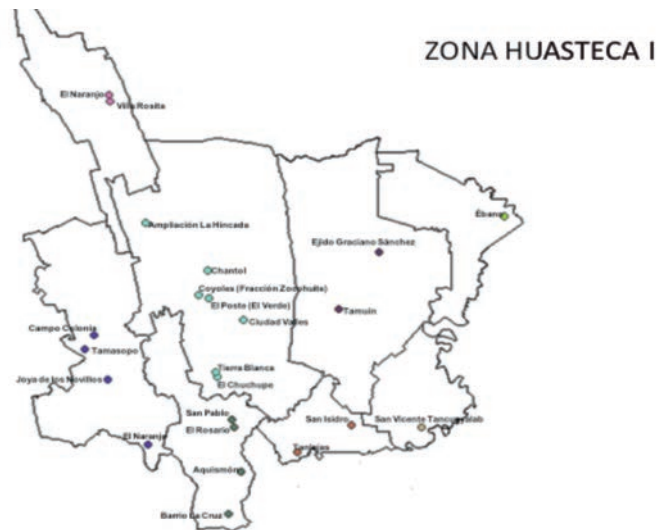 ZONA HUASTECA I
El Naranjo
Villa Rosita
Ampliación La Hincada
Ébano
Ejido Graciano Sánchez
Chantol
Coyoles (Fracción Zocohuite)
El Poste (El Verde)
Tamuín
Ciudad Valles
Campo Colonia
Tamasopo
Tierra Blanca
Joya de los Novillos
El Chuchupe
San Pablo
San Isidro
San Vicente Tancuayalab
El Rosario
El Naranja
Aquismón
Barrio La Cruz